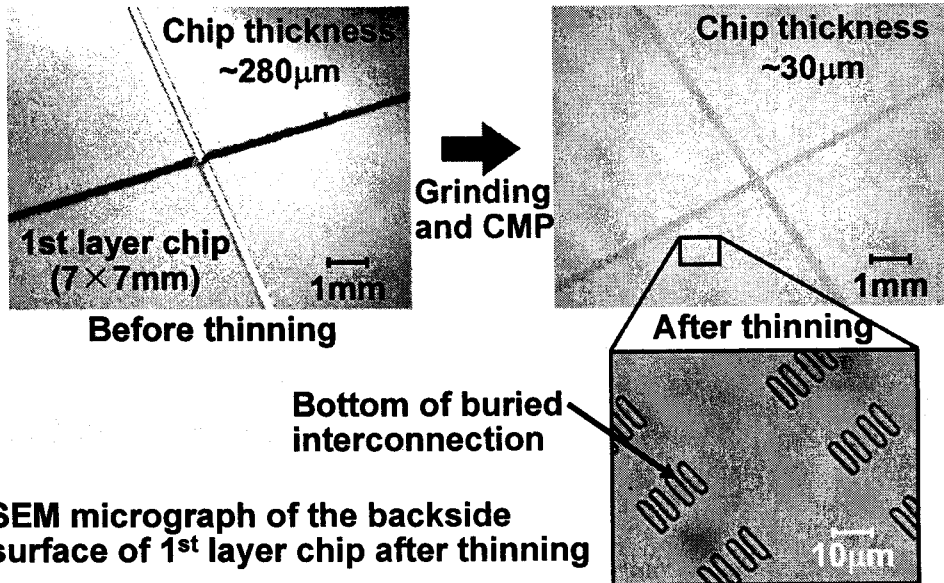 Chip thickness
~280μm
1st layer chip
(7×7mm)
1mm
Before thinning
Grinding
and CMP
Chip thickness
~30μm
1mm
After thinning
Bottom of buried
interconnection
10μm
SEM micrograph of the backside
surface of 1st layer chip after thinning